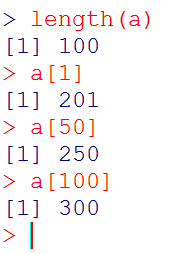 > length(a)
[1] 100
> a[1]
[1] 201
> a[50]
[1] 250
> a[100]
[1] 300
>